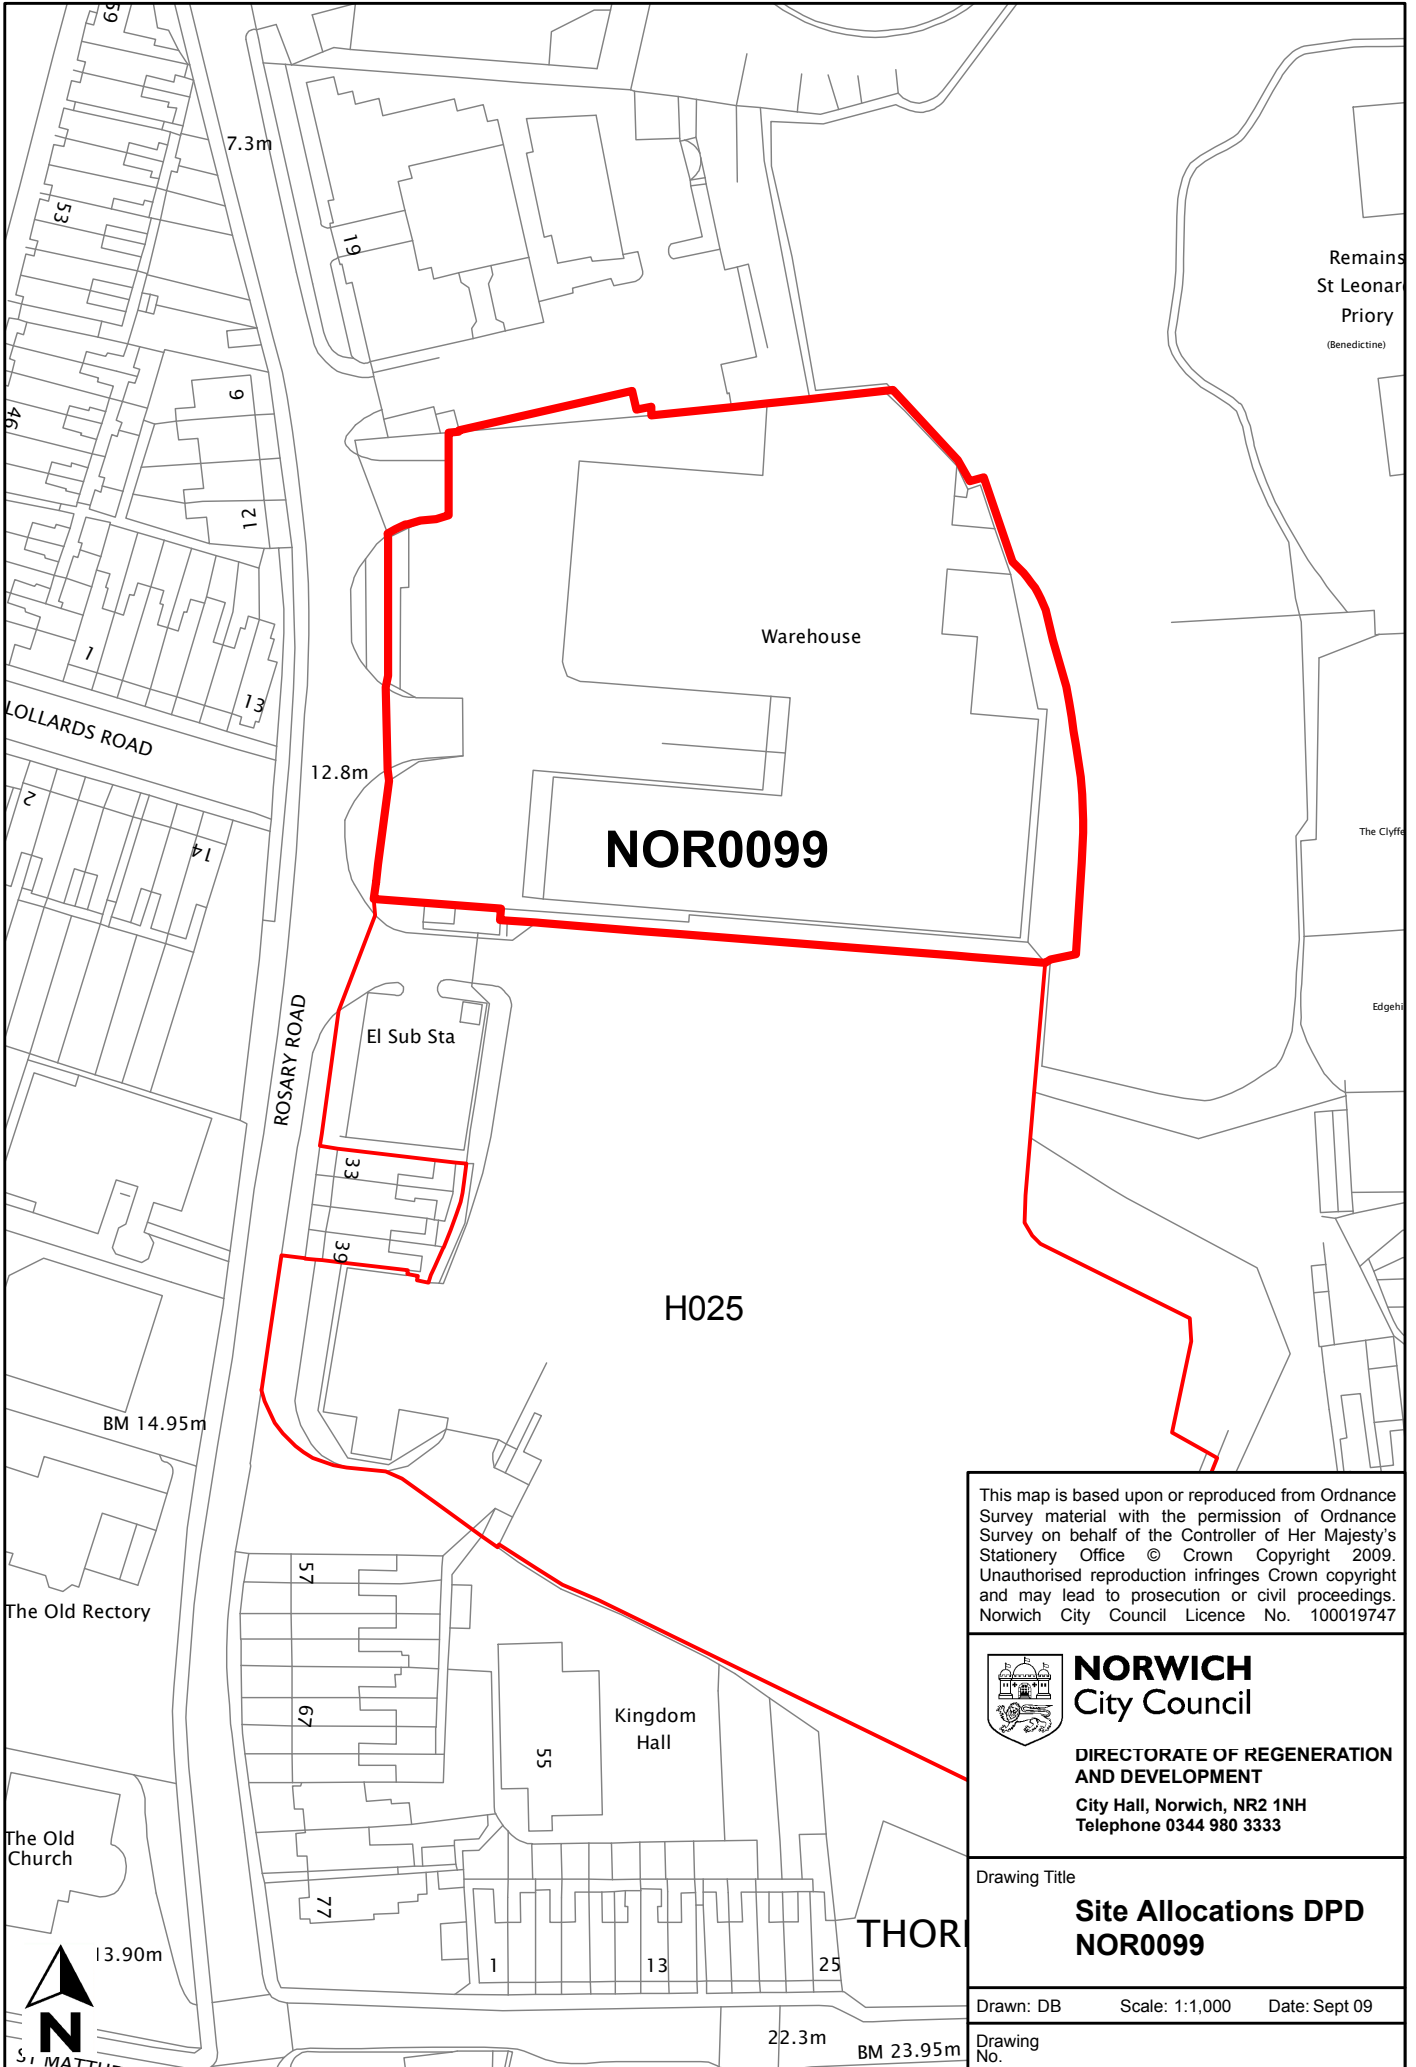 59
7.3m
53
19
Remains
St Leonar
Priory
(Benedictine)
9
46
12
Warehouse
1
13
LOLLARDS ROAD
12.8m
2
14
NOR0099
The Clyffe
Edgehi
ROSARY ROAD
El Sub Sta
33
39
H025
BM 14.95m
This map is based upon or reproduced from Ordnance
Survey material with the permission of Ordnance
Survey on behalf of the Controller of Her Majesty's
Stationery Office © Crown Copyright 2009.
Unauthorised reproduction infringes Crown copyright
and may lead to prosecution or civil proceedings.
Norwich City Council Licence No. 100019747
57
The Old Rectory
NORWICH
City Council
67
Kingdom
Hall
55
DIRECTORATE OF REGENERATION
AND DEVELOPMENT
City Hall, Norwich, NR2 1NH
Telephone 0344 980 3333
The Old
Church
Drawing Title
Site Allocations DPD
NOR0099
77
THOR
13.90m
1
13
25
N
Drawn: DB Scale: 1:1,000 Date: Sept 09
22.3m
BM 23.95m
Drawing
No.